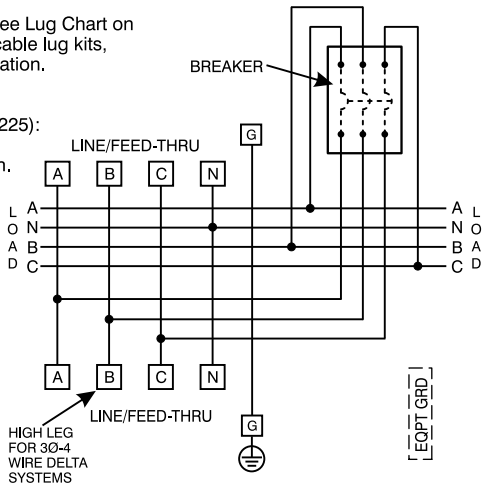 ee Lug Chart on
cable lug kits,
ation.
225):
n.
BREAKER
LINE/FEED-THRU
G
A B C N
L O A D
A
N
B
C
A
N
B
C
L O A D
A B C N
G
LINE/FEED-THRU
HIGH LEG
FOR 3Ø-4
WIRE DELTA
SYSTEMS
EQPT GRD